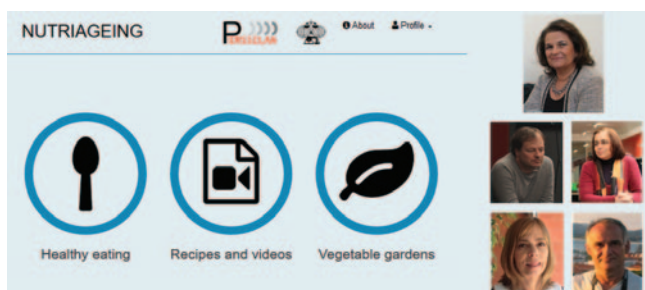 NUTRIAGEING
About
Profile
Healthy eating
Recipes and videos
Vegetable gardens